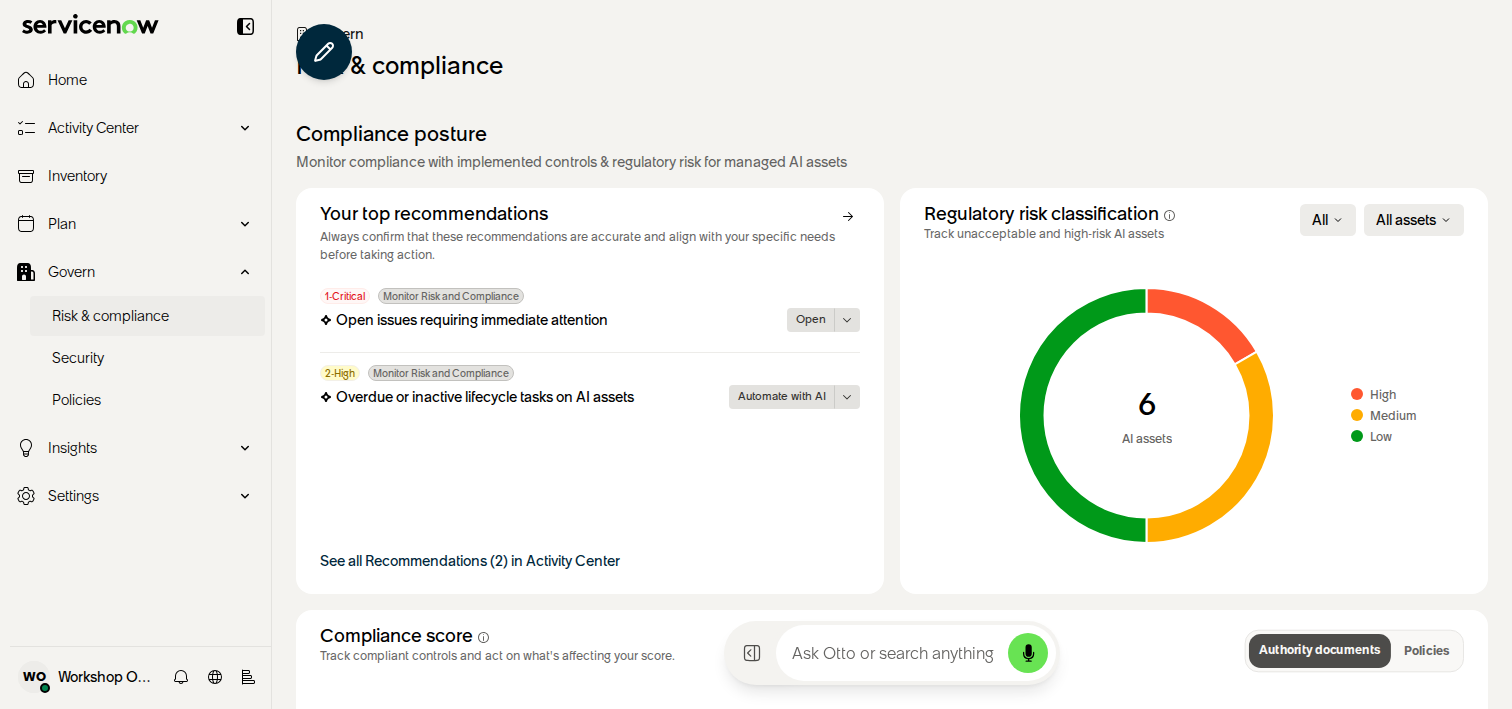 servicenow
Home
Activity Center
Inventory
Plan
Govern
Risk & compliance
Security
Policies
Insights
Settings
WO
Workshop O...
& compliance
Compliance posture
Monitor compliance with implemented controls & regulatory risk for managed AI assets
Your top recommendations
Always confirm that these recommendations are accurate and align with your specific needs
before taking action.
1-Critical
Monitor Risk and Compliance
Open issues requiring immediate attention
Open
2-High
Monitor Risk and Compliance
Overdue or inactive lifecycle tasks on AI assets
Automate with AI
See all Recommendations (2) in Activity Center
Regulatory risk classification
Track unacceptable and high-risk AI assets
All
All assets
6
AI assets
High
Medium
Low
Compliance score
Track compliant controls and act on what's affecting your score.
Ask Otto or search anything
Authority documents
Policies